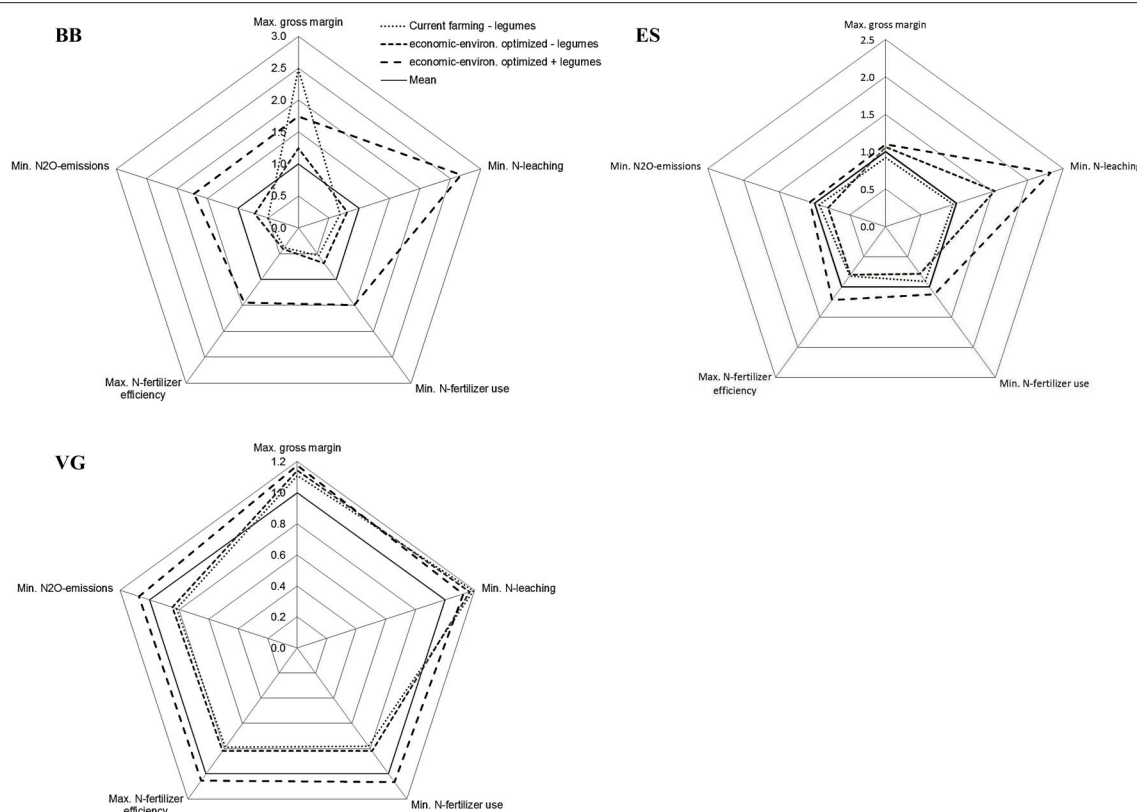 BB
Max. gross margin
3.0
2.5
2.0
1.5
1.0
0.5
0.0
Min. N-leaching
Min. N-fertilizer use
Max. N-fertilizer
efficiency
Min. N2O-emissions
Current farming - legumes
economic-environ. optimized - legumes
economic-environ. optimized + legumes
Mean
ES
Max. gross margin
2.5
2.0
1.5
1.0
0.5
0.0
Min. N-leaching
Min. N-fertilizer use
Max. N-fertilizer
efficiency
Min. N2O-emissions
VG
Max. gross margin
1.2
1.0
0.8
0.6
0.4
0.2
0.0
Min. N-leaching
Min. N-fertilizer use
Max. N-fertilizer
efficiency
Min. N2O-emissions